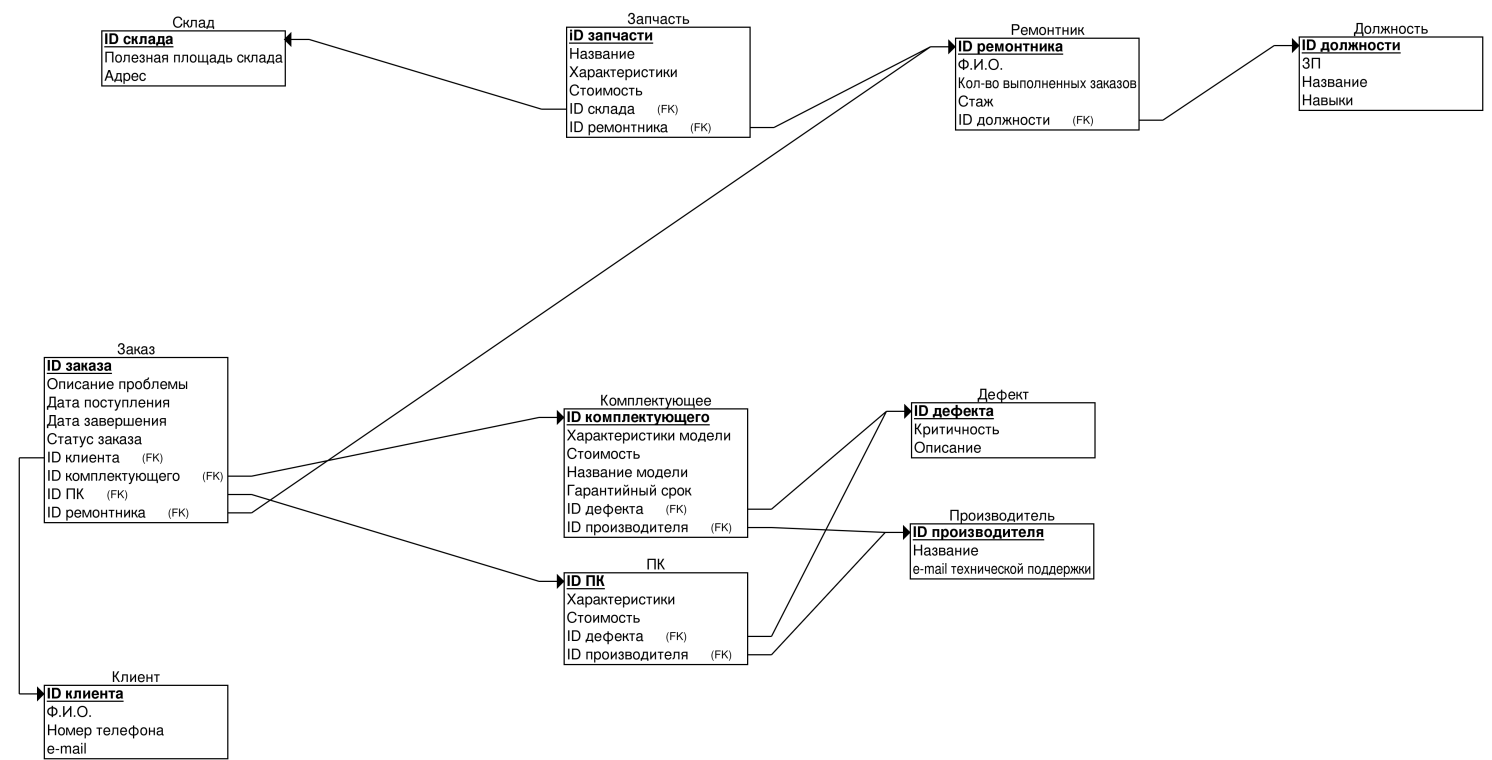 Склад
ID склада
Полезная площадь склада
Адрес
Запчасть
iD запчасти
Название
Характеристики
Стоимость
ID склада (FK)
ID ремонтника (FK)
Ремонтник
ID ремонтника
Ф.И.О.
Кол-во выполненных заказов
Стаж
ID должности (FK)
Должность
ID должности
ЗП
Название
Навыки
Заказ
ID заказа
Описание проблемы
Дата поступления
Дата завершения
Статус заказа
ID клиента (FK)
ID комплектующего (FK)
ID ПК (FK)
ID ремонтника (FK)
Комплектующее
ID комплектующего
Характеристики модели
Стоимость
Название модели
Гарантийный срок
ID дефекта (FK)
ID производителя (FK)
Дефект
ID дефекта
Критичность
Описание
Производитель
ID производителя
Название
e-mail технической поддержки
ПК
ID ПК
Характеристики
Стоимость
ID дефекта (FK)
ID производителя (FK)
Клиент
ID клиента
Ф.И.О.
Номер телефона
e-mail